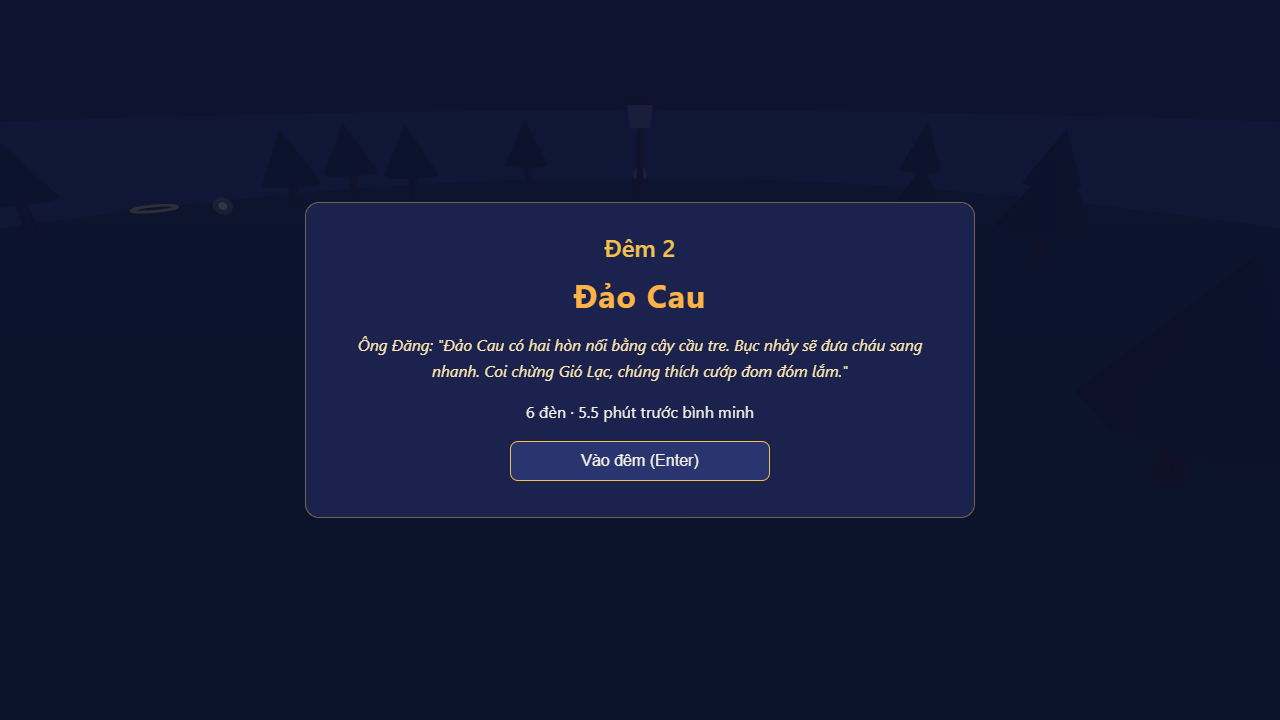 Đêm 2
Đảo Cau
Ông Đăng: "Đảo Cau có hai hòn nối bằng cây cầu tre. Bục nhảy sẽ đưa cháu sang
nhanh. Coi chừng Gió Lạc, chúng thích cướp đom đóm lắm."
6 đèn · 5.5 phút trước bình minh
Vào đêm (Enter)